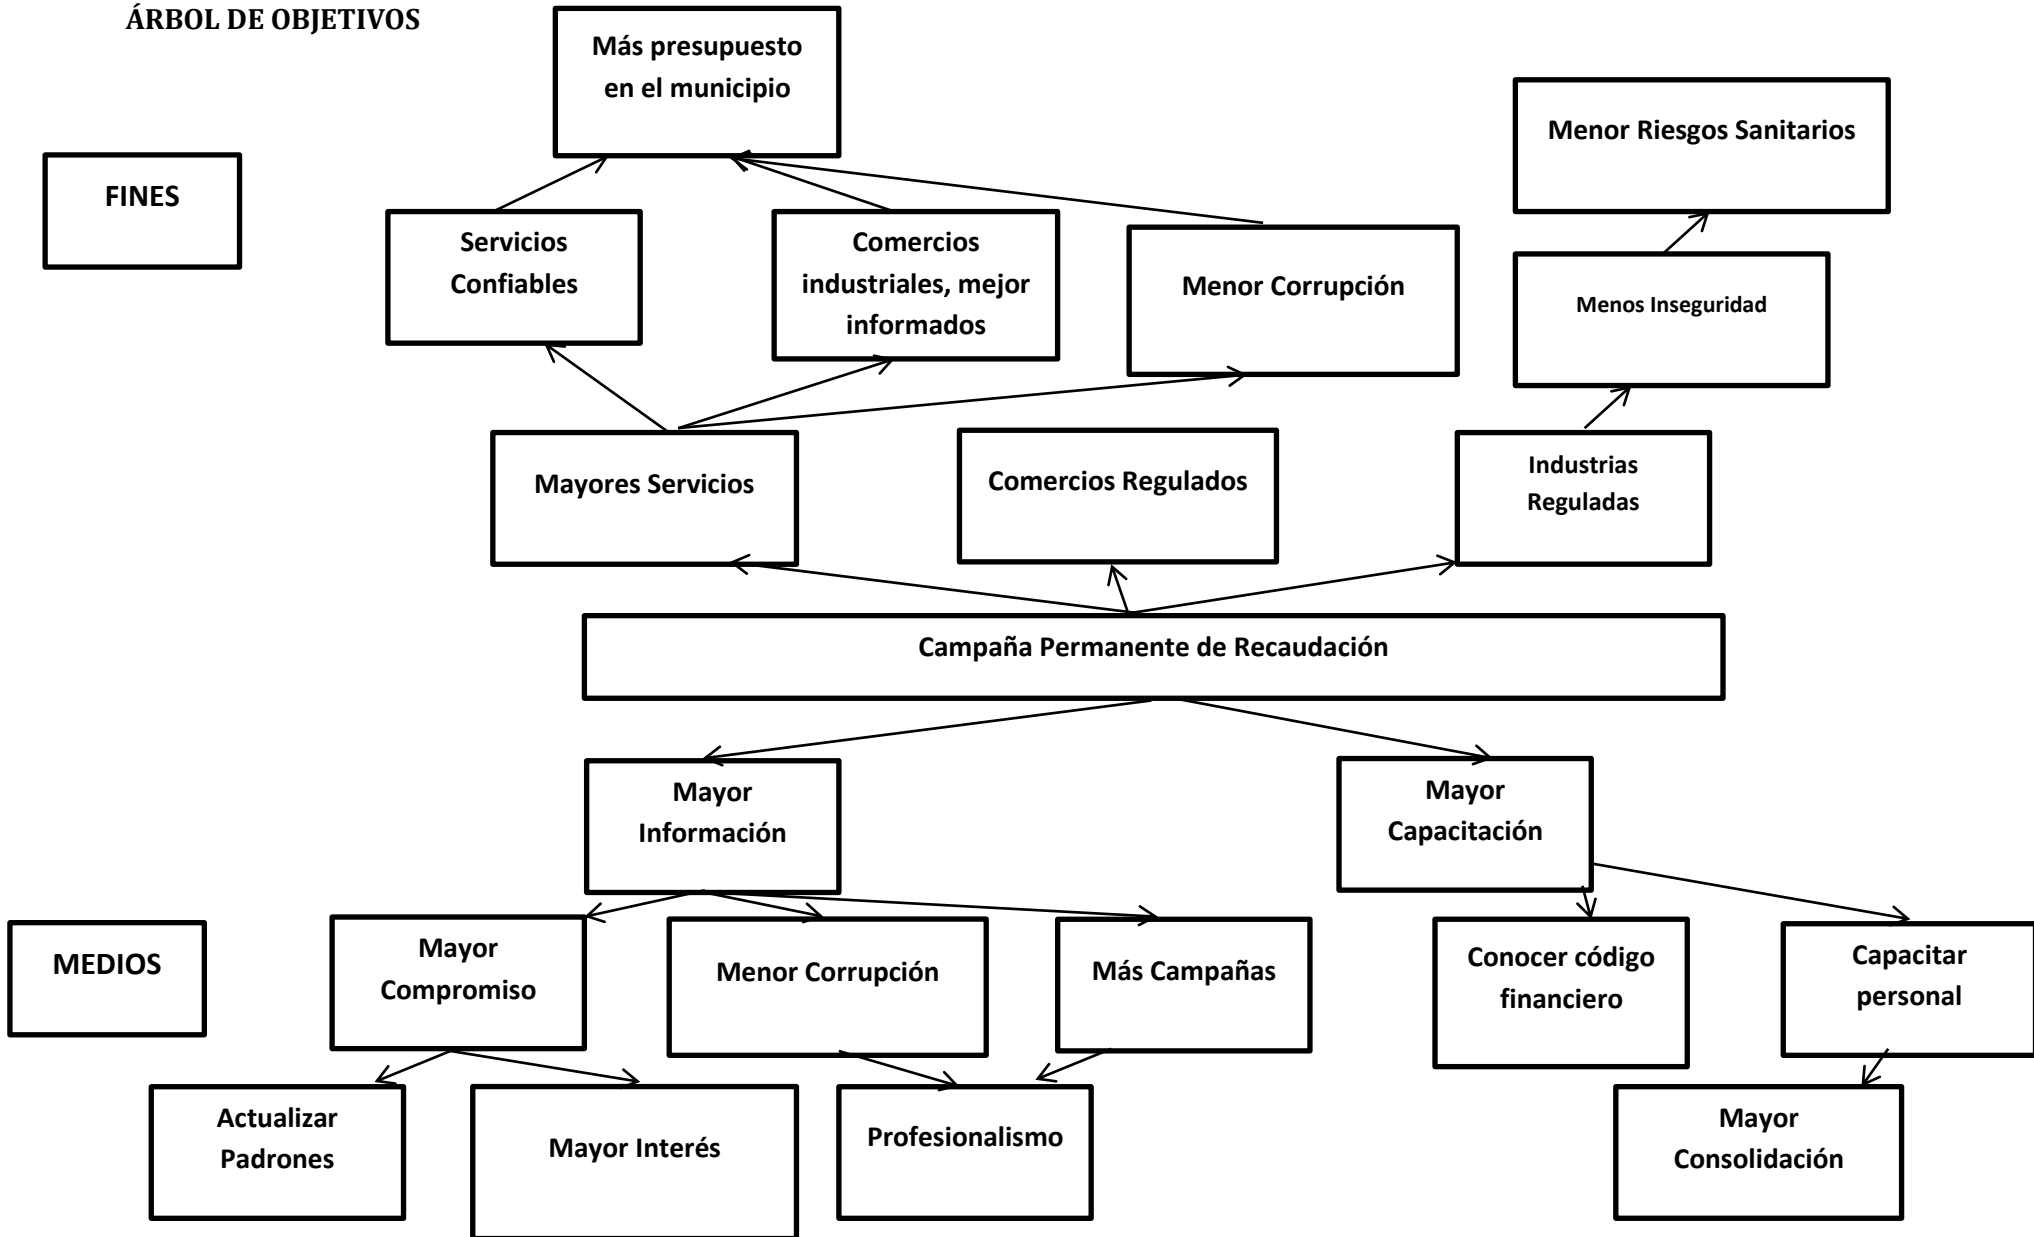 ÁRBOL DE OBJETIVOS
Más presupuesto
en el municipio
Menor Riesgos Sanitarios
FINES
Servicios
Confiables
Comercios
industriales, mejor
informados
Menor Corrupción
Menos Inseguridad
Mayores Servicios
Comercios Regulados
Industrias
Reguladas
Campaña Permanente de Recaudación
Mayor
Información
Mayor
Capacitación
MEDIOS
Mayor
Compromiso
Menor Corrupción
Más Campañas
Conocer código
financiero
Capacitar
personal
Actualizar
Padrones
Mayor Interés
Profesionalismo
Mayor
Consolidación